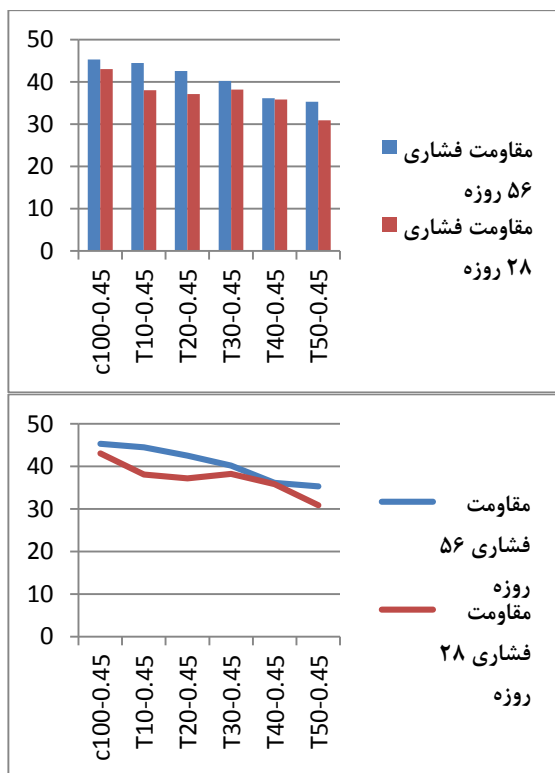 50
40
30
20
10
0
c100-0.45
T10-0.45
T20-0.45
T30-0.45
T40-0.45
T50-0.45
مقاومت فشاری
۵۶ روزه
مقاومت فشاری
۲۸ روزه
50
40
30
20
10
0
c100-0.45
T10-0.45
T20-0.45
T30-0.45
T40-0.45
T50-0.45
مقاومت
فشاری ۵۶
روزه
مقاومت
فشاری ۲۸
روزه